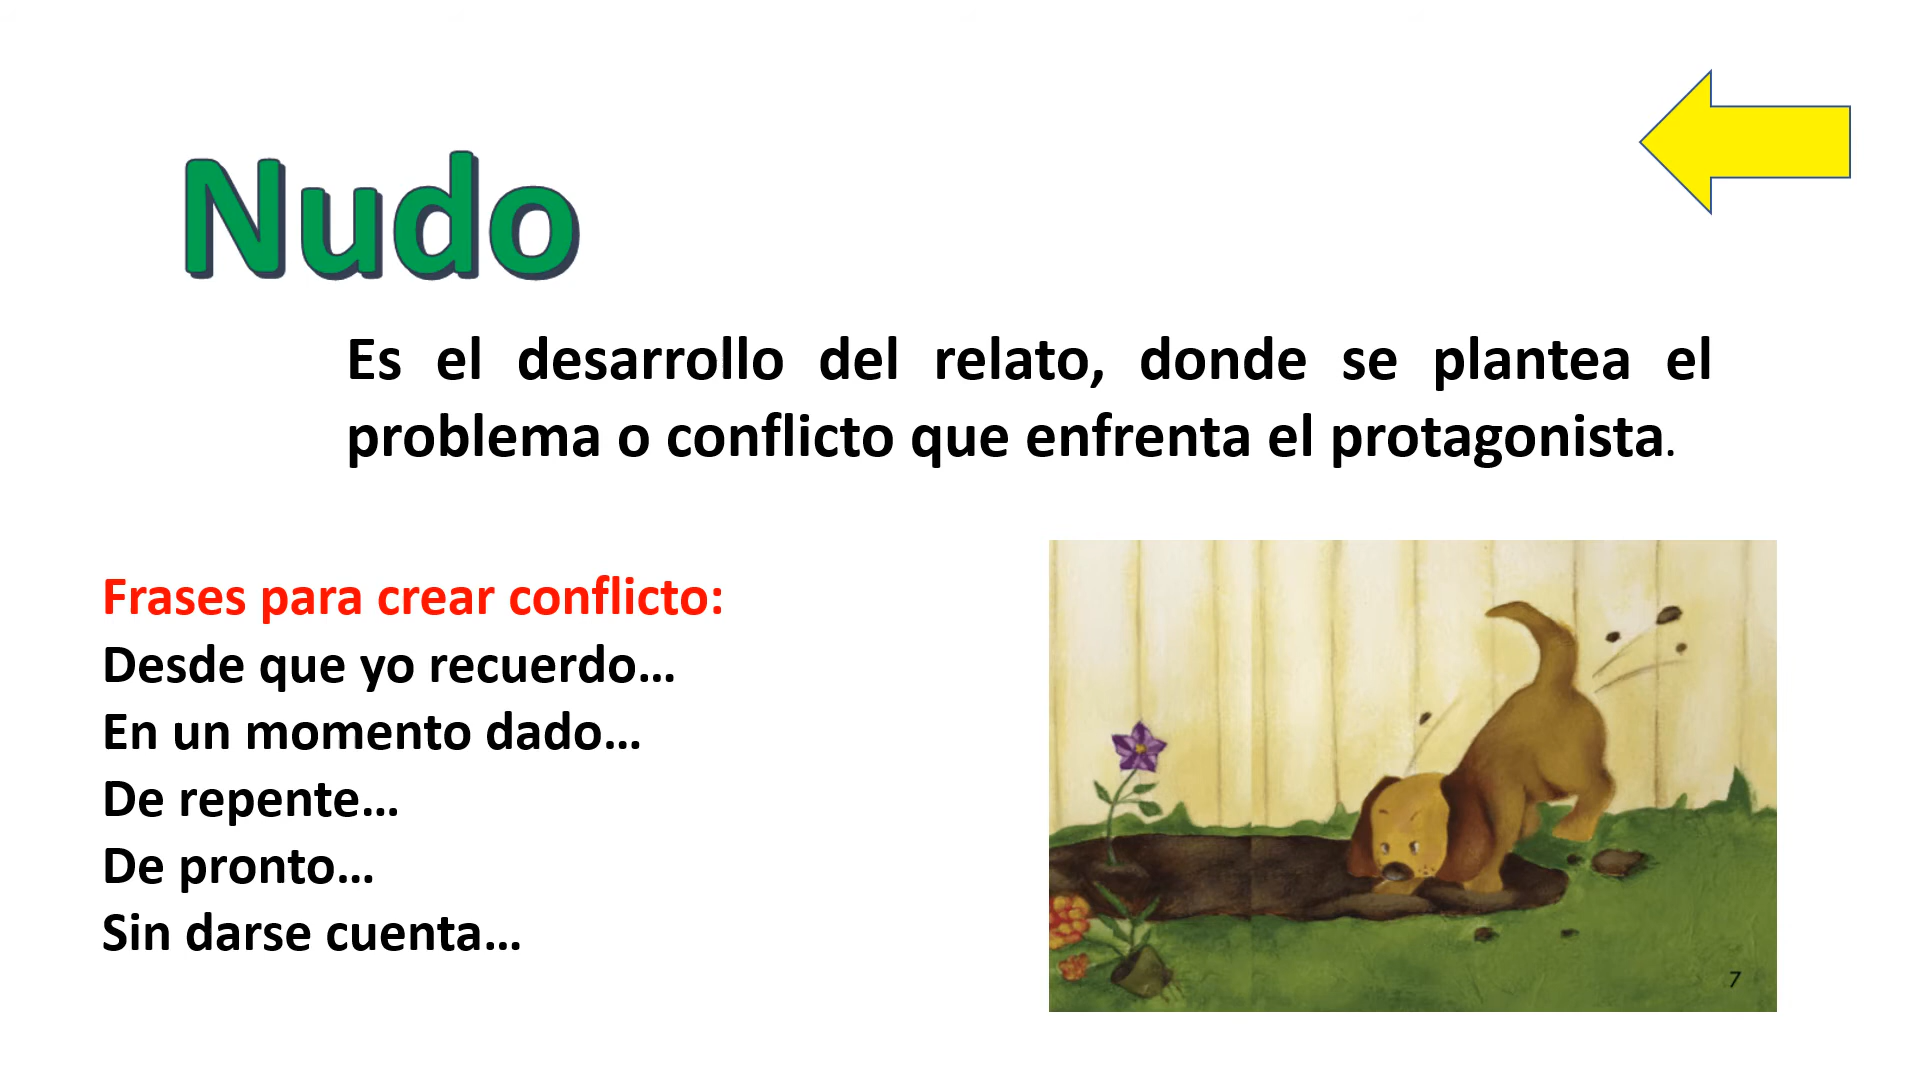 Nudo
Es el desarrollo del relato, donde se plantea el
problema o conflicto que enfrenta el protagonista.
Frases para crear conflicto:
Desde que yo recuerdo…
En un momento dado…
De repente…
De pronto…
Sin darse cuenta…
7